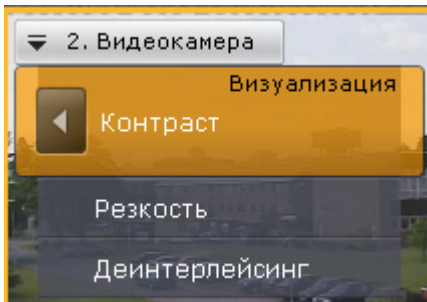 2. Видеокамера
Визуализация
Контраст
Резкость
Деинтерлейсинг